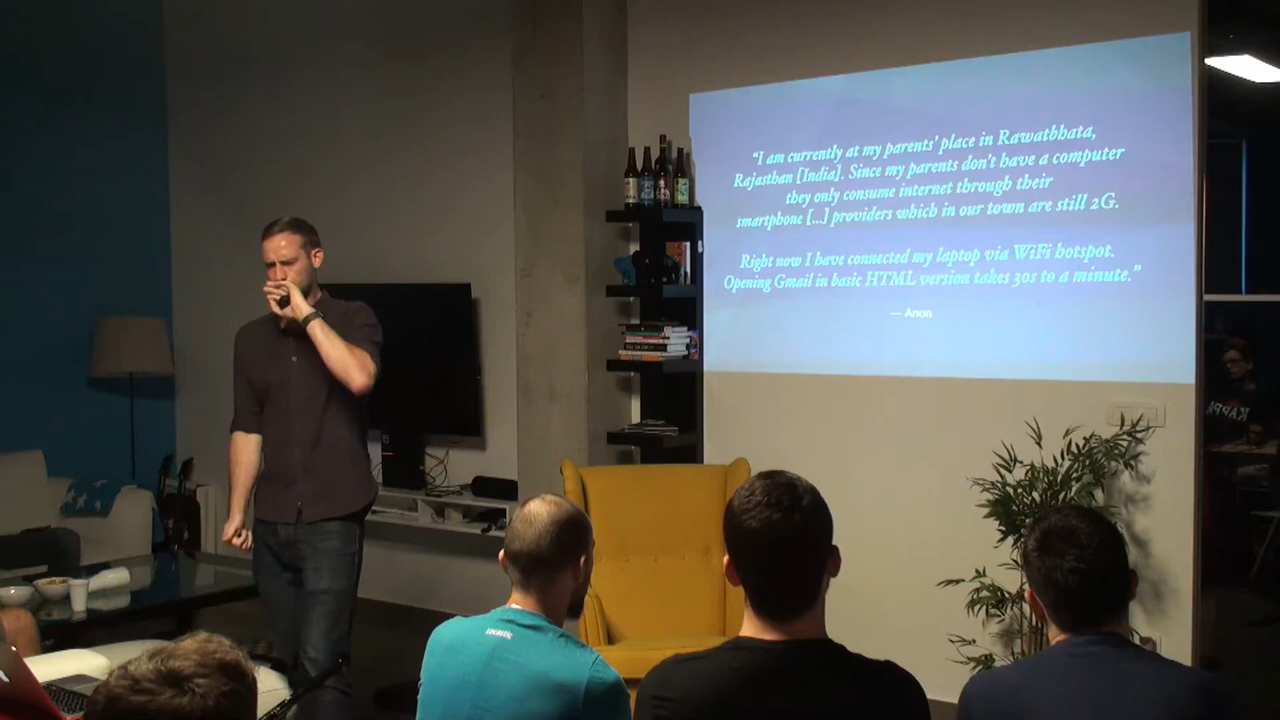 “I am currently at my parents’ place in Rawatbhata,
Rajasthan [India]. Since my parents don’t have a computer
they only consume internet through their
smartphone [...] providers which in our town are still 2G.
Right now I have connected my laptop via WiFi hotspot.
Opening Gmail in basic HTML version takes 30s to a minute.”
— Anon
Locastic
KAPPA